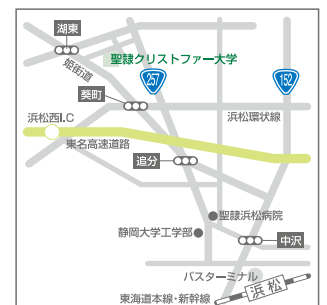 湖東
聖隷クリストファー大学
姫街道
257
152
葵町
浜松西I.C
浜松環状線
東名高速道路
追分
聖隷浜松病院
静岡大学工学部
中沢
バスターミナル
浜松
東海道本線・新幹線